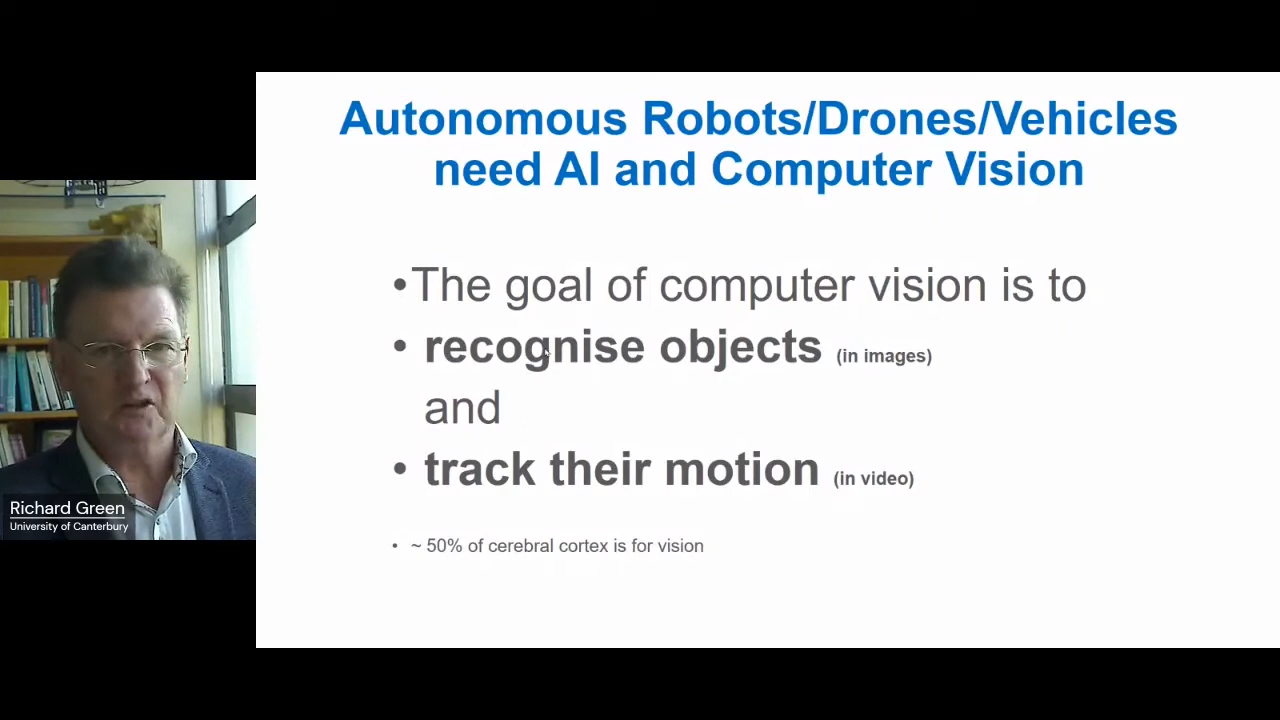 Autonomous Robots/Drones/Vehicles
need AI and Computer Vision
•The goal of computer vision is to
• recognise objects (in images)
and
• track their motion (in video)
• ~ 50% of cerebral cortex is for vision
Richard Green
University of Canterbury